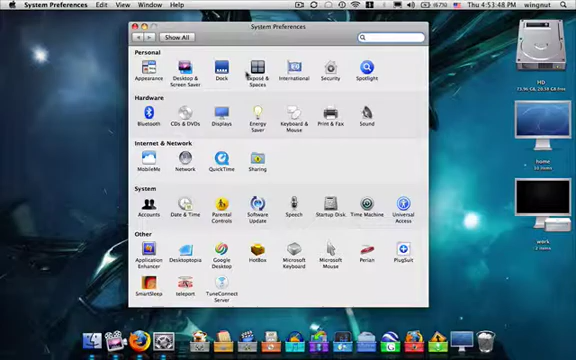 System Preferences Edit View Window Help
Thu 4:53:48 PM wingnut
System Preferences
Show All
Personal
Appearance Desktop & Screen Saver Dock Exposé & Spaces International Security Spotlight
Hardware
Bluetooth CDs & DVDs Displays Energy Saver Keyboard & Mouse Print & Fax Sound
Internet & Network
MobileMe Network QuickTime Sharing
System
Accounts Date & Time Parental Controls Software Update Speech Startup Disk Time Machine Universal Access
Other
Application Enhancer Desktopia Google Desktop HotBox Microsoft Keyboard Microsoft Mouse Perian PlugSuit
SmartSleep teleport TuneConnect Server
HD
home
work